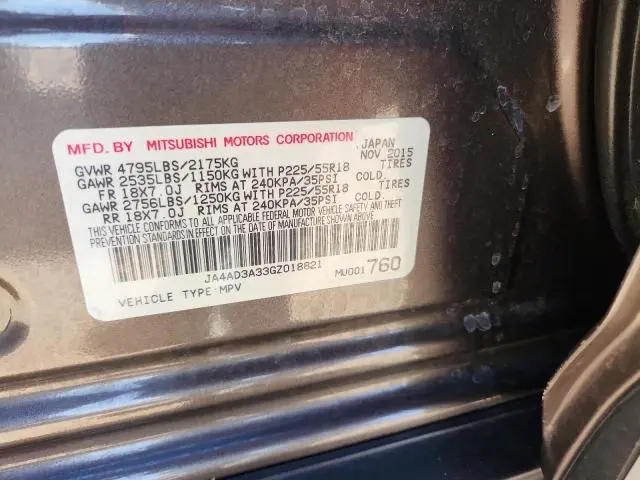 MFD. BY MITSUBISHI MOTORS CORPORATION JAPAN
GVWR 4795LBS/2175KG NOV 2015
GAWR 2535LBS/1150KG WITH P225/55R18 TIRES
FR 18X7.0J RIMS AT 240KPA/35PSI COLD.
GAWR 2756LBS/1250KG WITH P225/55R18 TIRES
RR 18X7.0J RIMS AT 240KPA/35PSI COLD.
THIS VEHICLE CONFORMS TO ALL APPLICABLE FEDERAL MOTOR VEHICLE SAFETY AND THEFT
PREVENTION STANDARDS IN EFFECT ON THE DATE OF MANUFACTURE SHOWN ABOVE.
JA4AD3A33GZ018821 MU001760
VEHICLE TYPE:MPV